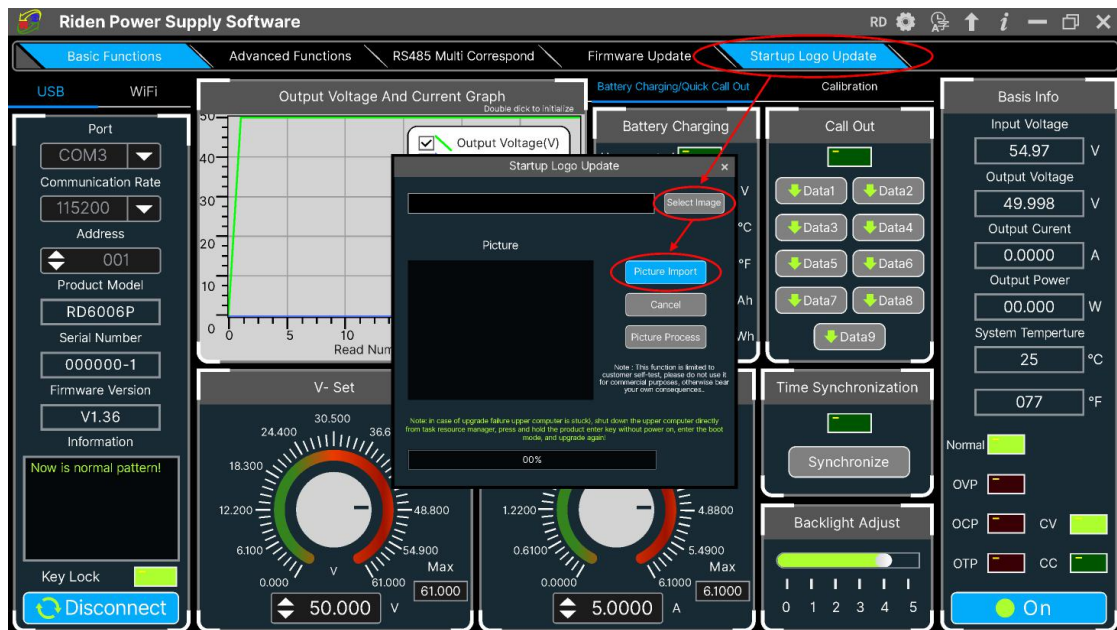 Riden Power Supply Software
RD
Basic Functions
Advanced Functions
RS485 Multi Correspond
Firmware Update
Startup Logo Update
USB
WiFi
Port
COM3
Communication Rate
115200
Address
001
Product Model
RD6006P
Serial Number
000000-1
Firmware Version
V1.36
Information
Now is normal pattern!
Key Lock
Disconnect
Output Voltage And Current Graph
Double dick to initialize
Output Voltage(V)
50
40
30
20
10
0
0
5
10
Read Num
Battery Charging/Quick Call Out
Calibration
Battery Charging
V
°C
°F
Ah
Wh
Call Out
Data1
Data2
Data3
Data4
Data5
Data6
Data7
Data8
Data9
Startup Logo Update
Select Image
Picture
Picture Import
Cancel
Picture Process
Note : This function is limited to
customer self-test, please do not use it
for commercial purposes, otherwise bear
your own consequences..
Note: in case of upgrade failure upper computer is stuck), shut down the upper computer directly
from task resource manager, press and hold the product enter key without power on, enter the boot
mode, and upgrade again!
00%
V- Set
0.000
6.100
12.200
18.300
24.400
30.500
36.6
48.800
54.900
61.000
V
Max
61.000
50.000 V
0.0000
0.6100
1.2200
4.8800
5.4900
6.1000
Max
6.1000
5.0000 A
Time Synchronization
Synchronize
Backlight Adjust
0 1 2 3 4 5
Basis Info
Input Voltage
54.97 V
Output Voltage
49.998 V
Output Curent
0.0000 A
Output Power
00.000 W
System Temperture
25 °C
077 °F
Normal
OVP
OCP
CV
OTP
CC
On